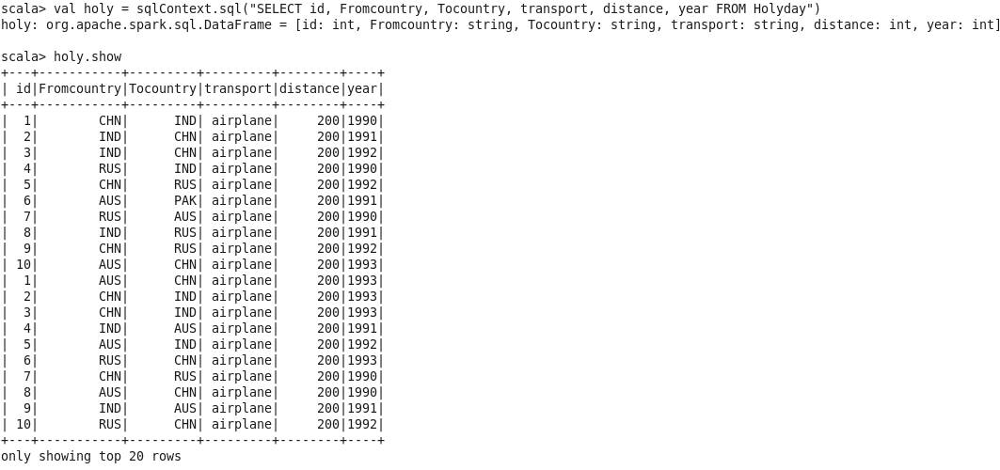 scala> val holy = sqlContext.sql("SELECT id, Fromcountry, Tocountry, transport, distance, year FROM Holyday")
holy: org.apache.spark.sql.DataFrame = [id: int, Fromcountry: string, Tocountry: string, transport: string, distance: int, year: int]
scala> holy.show
+---+-----------+---------+---------+--------+----+
| id|Fromcountry|Tocountry|transport|distance|year|
+---+-----------+---------+---------+--------+----+
|  1|        CHN|      IND| airplane|     200|1990|
|  2|        IND|      CHN| airplane|     200|1991|
|  3|        IND|      CHN| airplane|     200|1992|
|  4|        RUS|      IND| airplane|     200|1990|
|  5|        CHN|      RUS| airplane|     200|1992|
|  6|        AUS|      PAK| airplane|     200|1991|
|  7|        RUS|      AUS| airplane|     200|1990|
|  8|        IND|      RUS| airplane|     200|1991|
|  9|        CHN|      RUS| airplane|     200|1992|
| 10|        AUS|      CHN| airplane|     200|1993|
|  1|        AUS|      CHN| airplane|     200|1993|
|  2|        CHN|      IND| airplane|     200|1993|
|  3|        CHN|      IND| airplane|     200|1993|
|  4|        IND|      AUS| airplane|     200|1991|
|  5|        AUS|      IND| airplane|     200|1992|
|  6|        RUS|      CHN| airplane|     200|1993|
|  7|        CHN|      RUS| airplane|     200|1990|
|  8|        AUS|      CHN| airplane|     200|1990|
|  9|        IND|      AUS| airplane|     200|1991|
| 10|        RUS|      CHN| airplane|     200|1992|
+---+-----------+---------+---------+--------+----+
only showing top 20 rows